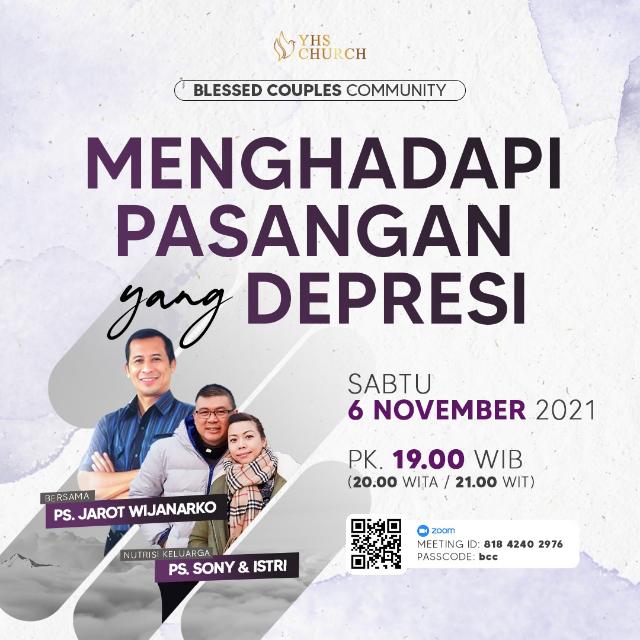 YHS
CHURCH
BLESSED COUPLES COMMUNITY
MENGHADAPI
PASANGAN
yang DEPRESI
SABTU
6 NOVEMBER 2021
PK. 19.00 WIB
(20.00 WITA / 21.00 WIT)
BERSAMA
PS. JAROT WIJANARKO
NUTRISI KELUARGA
PS. SONY & ISTRI
zoom
MEETING ID: 818 4240 2976
PASSCODE: bcc